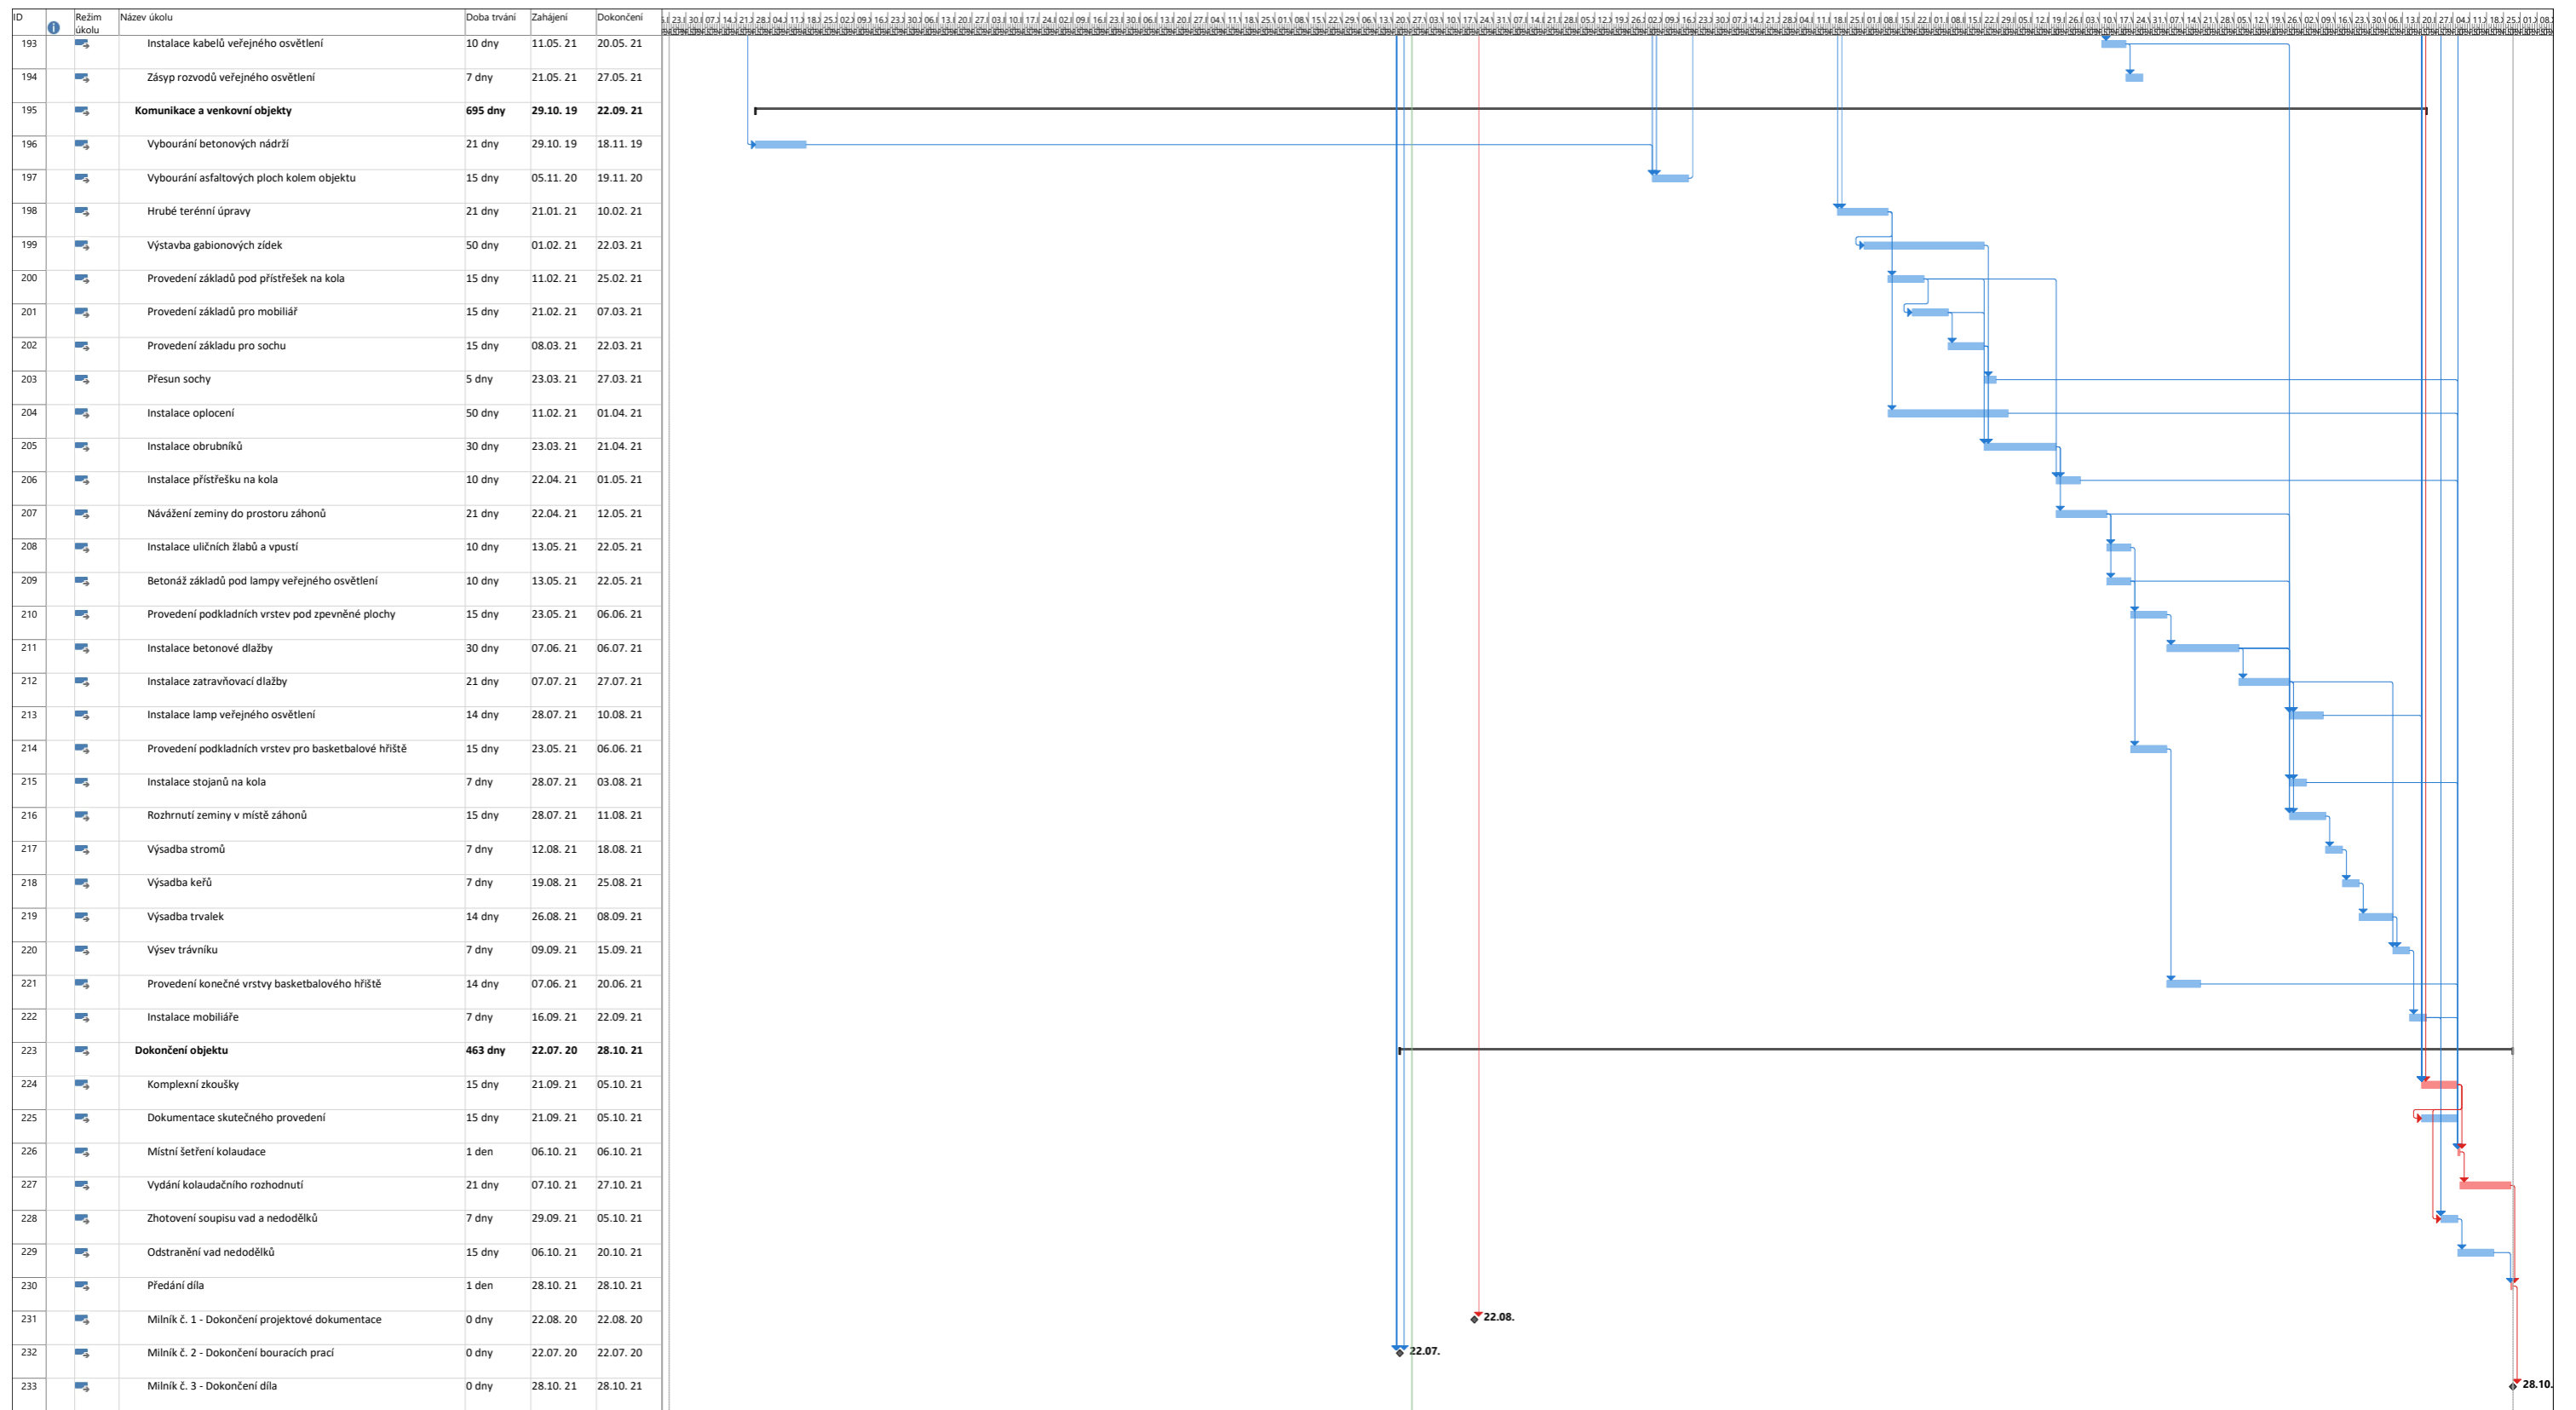 ID Režim úkolu Název úkolu Doba trvání Zahájení Dokončení
193 Instalace kabelů veřejného osvětlení 10 dny 11.05. 21 20.05. 21
194 Zásyp rozvodů veřejného osvětlení 7 dny 21.05. 21 27.05. 21
195 Komunikace a venkovní objekty 695 dny 29.10. 19 22.09. 21
196 Vybourání betonových nádrží 21 dny 29.10. 19 18.11. 19
197 Vybourání asfaltových ploch kolem objektu 15 dny 05.11. 20 19.11. 20
198 Hrubé terénní úpravy 21 dny 21.01. 21 10.02. 21
199 Výstavba gabionových zídek 50 dny 01.02. 21 22.03. 21
200 Provedení základů pod přístřešek na kola 15 dny 11.02. 21 25.02. 21
201 Provedení základů pro mobiliář 15 dny 21.02. 21 07.03. 21
202 Provedení základu pro sochu 15 dny 08.03. 21 22.03. 21
203 Přesun sochy 5 dny 23.03. 21 27.03. 21
204 Instalace oplocení 50 dny 11.02. 21 01.04. 21
205 Instalace obrubníků 30 dny 23.03. 21 21.04. 21
206 Instalace přístřešku na kola 10 dny 22.04. 21 01.05. 21
207 Návážení zeminy do prostoru záhonů 21 dny 22.04. 21 12.05. 21
208 Instalace uličních žlabů a vpustí 10 dny 13.05. 21 22.05. 21
209 Betonáž základů pod lampy veřejného osvětlení 10 dny 13.05. 21 22.05. 21
210 Provedení podkladních vrstev pod zpevněné plochy 15 dny 23.05. 21 06.06. 21
211 Instalace betonové dlažby 30 dny 07.06. 21 06.07. 21
212 Instalace zatravňovací dlažby 21 dny 07.07. 21 27.07. 21
213 Instalace lamp veřejného osvětlení 14 dny 28.07. 21 10.08. 21
214 Provedení podkladních vrstev pro basketbalové hřiště 15 dny 23.05. 21 06.06. 21
215 Instalace stojanů na kola 7 dny 28.07. 21 03.08. 21
216 Rozhrnutí zeminy v místě záhonů 15 dny 28.07. 21 11.08. 21
217 Výsadba stromů 7 dny 12.08. 21 18.08. 21
218 Výsadba keřů 7 dny 19.08. 21 25.08. 21
219 Výsadba trvalek 14 dny 26.08. 21 08.09. 21
220 Výsev trávníku 7 dny 09.09. 21 15.09. 21
221 Provedení konečné vrstvy basketbalového hřiště 14 dny 07.06. 21 20.06. 21
222 Instalace mobiliáře 7 dny 16.09. 21 22.09. 21
223 Dokončení objektu 463 dny 22.07. 20 28.10. 21
224 Komplexní zkoušky 15 dny 21.09. 21 05.10. 21
225 Dokumentace skutečného provedení 15 dny 21.09. 21 05.10. 21
226 Místní šetření kolaudace 1 den 06.10. 21 06.10. 21
227 Vydání kolaudačního rozhodnutí 21 dny 07.10. 21 27.10. 21
228 Zhotovení soupisu vad a nedodělků 7 dny 29.09. 21 05.10. 21
229 Odstranění vad nedodělků 15 dny 06.10. 21 20.10. 21
230 Předání díla 1 den 28.10. 21 28.10. 21
231 Milník č. 1 - Dokončení projektové dokumentace 0 dny 22.08. 20 22.08. 20 22.08.
232 Milník č. 2 - Dokončení bouracích prací 0 dny 22.07. 20 22.07. 20 22.07.
233 Milník č. 3 - Dokončení díla 0 dny 28.10. 21 28.10. 21 28.10.